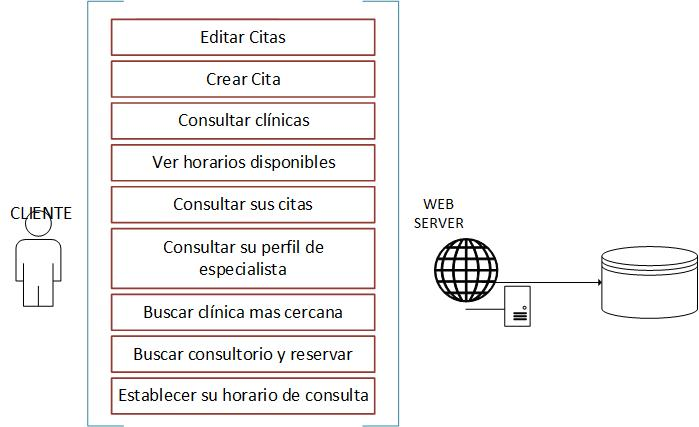 Editar Citas
Crear Cita
Consultar clínicas
Ver horarios disponibles
Consultar sus citas
Consultar su perfil de
especialista
Buscar clínica mas cercana
Buscar consultorio y reservar
Establecer su horario de consulta
CLIENTE
WEB
SERVER